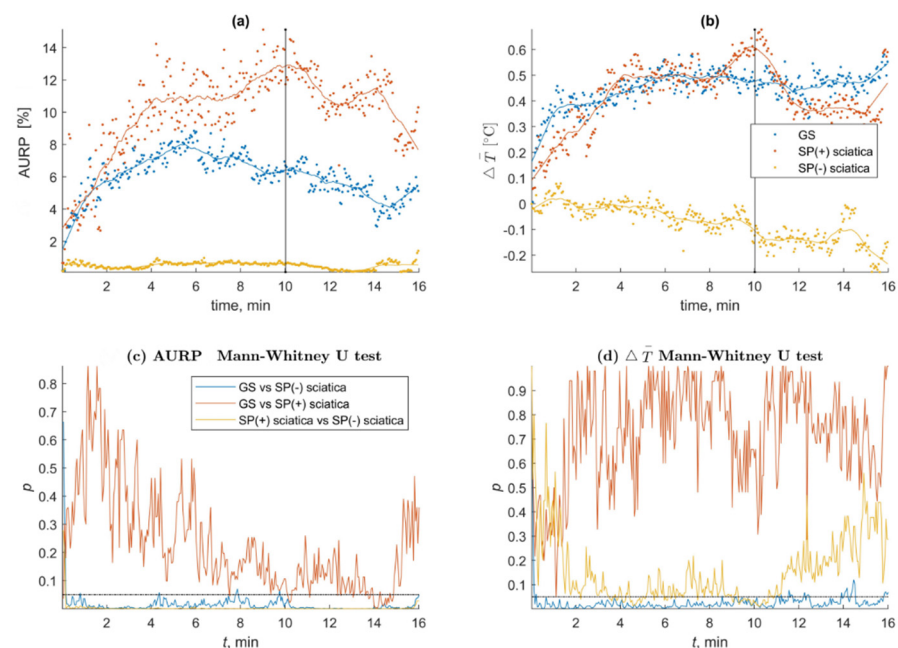 (a)
AURP [%]
14
12
10
8
6
4
2
2 4 6 8 10 12 14 16
time, min
(b)
△ T̄ [°C]
0.6
0.5
0.4
0.3
0.2
0.1
0
-0.1
-0.2
GS
SP(+) sciatica
SP(-) sciatica
2 4 6 8 10 12 14 16
time, min
(c) AURP Mann-Whitney U test
p
0.8
0.7
0.6
0.5
0.4
0.3
0.2
0.1
GS vs SP(-) sciatica
GS vs SP(+) sciatica
SP(+) sciatica vs SP(-) sciatica
2 4 6 8 10 12 14 16
t, min
(d) △ T̄ Mann-Whitney U test
p
0.9
0.8
0.7
0.6
0.5
0.4
0.3
0.2
0.1
0 2 4 6 8 10 12 14 16
t, min